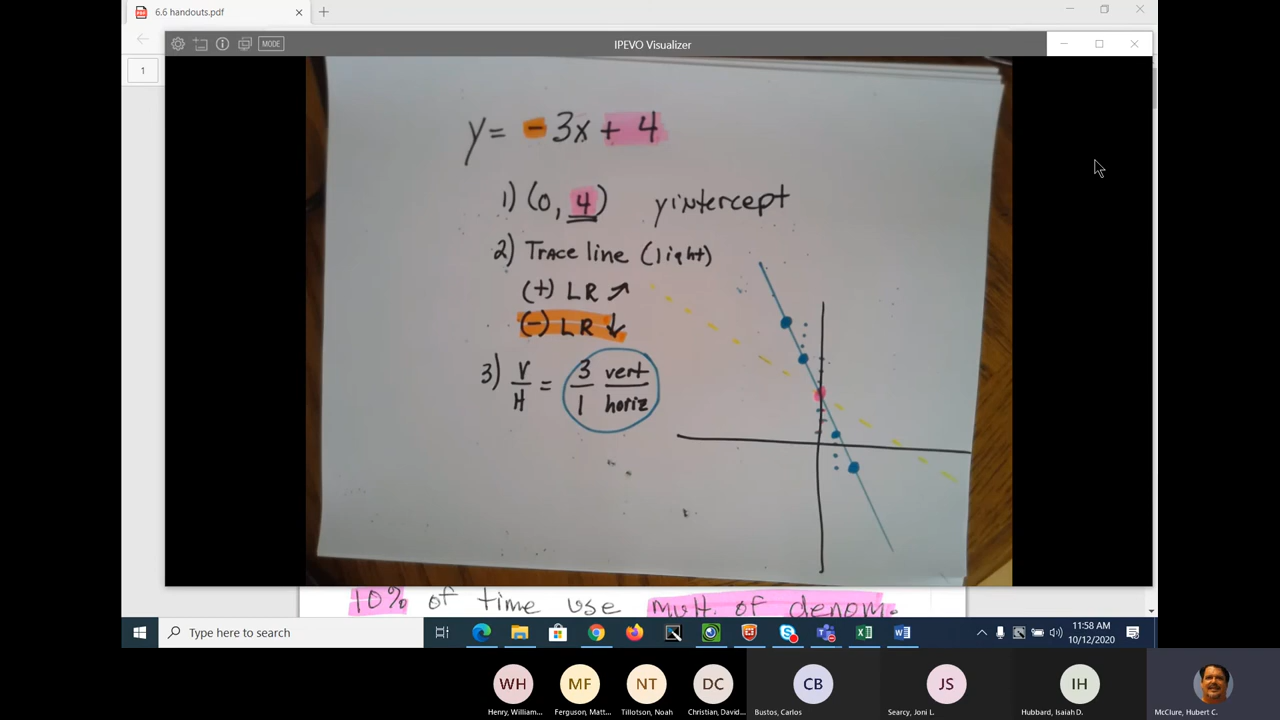 6.6 handouts.pdf
MODE
IPEVO Visualizer
1
y = - 3x + 4
1) (0, 4) y intercept
2) Trace line (light)
(+) LR ↗
(-) LR ↓
3) V/H = 3/1 vert/horiz
10% of time use mult. of denom.
Type here to search
11:58 AM
10/12/2020
WH
MF
NT
DC
CB
JS
IH
Henry, William...
Ferguson, Matt...
Tillotson, Noah
Christian, David...
Bustos, Carlos
Searcy, Joni L.
Hubbard, Isaiah D.
McClure, Hubert C.